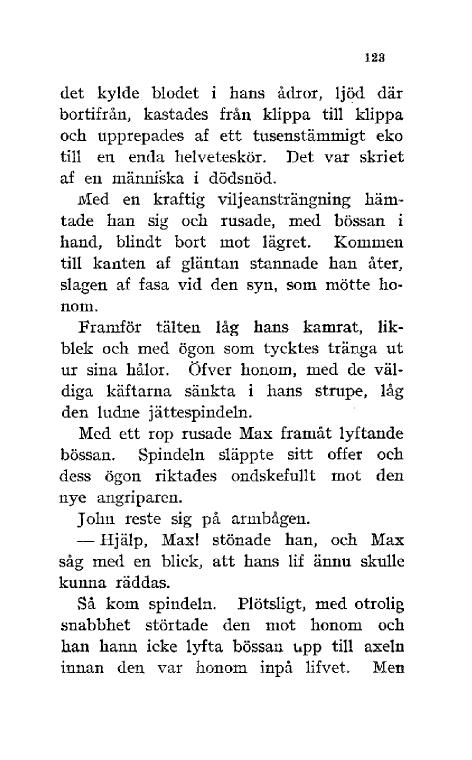 123
det kylde blodet i hans ådror, ljöd där
bortifrån, kastades från klippa till klippa
och upprepades af ett tusenstämmigt eko
till en enda helveteskör. Det var skriet
af en människa i dödsnöd.
Med en kraftig viljeansträngning häm-
tade han sig och rusade, med bössan i
hand, blindt bort mot lägret. Kommen
till kanten af gläntan stannade han åter,
slagen af fasa vid den syn, som mötte ho-
nom.
Framför tälten låg hans kamrat, lik-
blek och med ögon som tycktes tränga ut
ur sina hålor. Öfver honom, med de väl-
diga käftarna sänkta i hans strupe, låg
den ludne jättespindeln.
Med ett rop rusade Max framåt lyftande
bössan. Spindeln släppte sitt offer och
dess ögon riktades ondskefullt mot den
nye angriparen.
John reste sig på armbågen.
— Hjälp, Max! stönade han, och Max
såg med en blick, att hans lif ännu skulle
kunna räddas.
Så kom spindeln. Plötsligt, med otrolig
snabbhet störtade den mot honom och
han hann icke lyfta bössan upp till axeln
innan den var honom inpå lifvet. Men